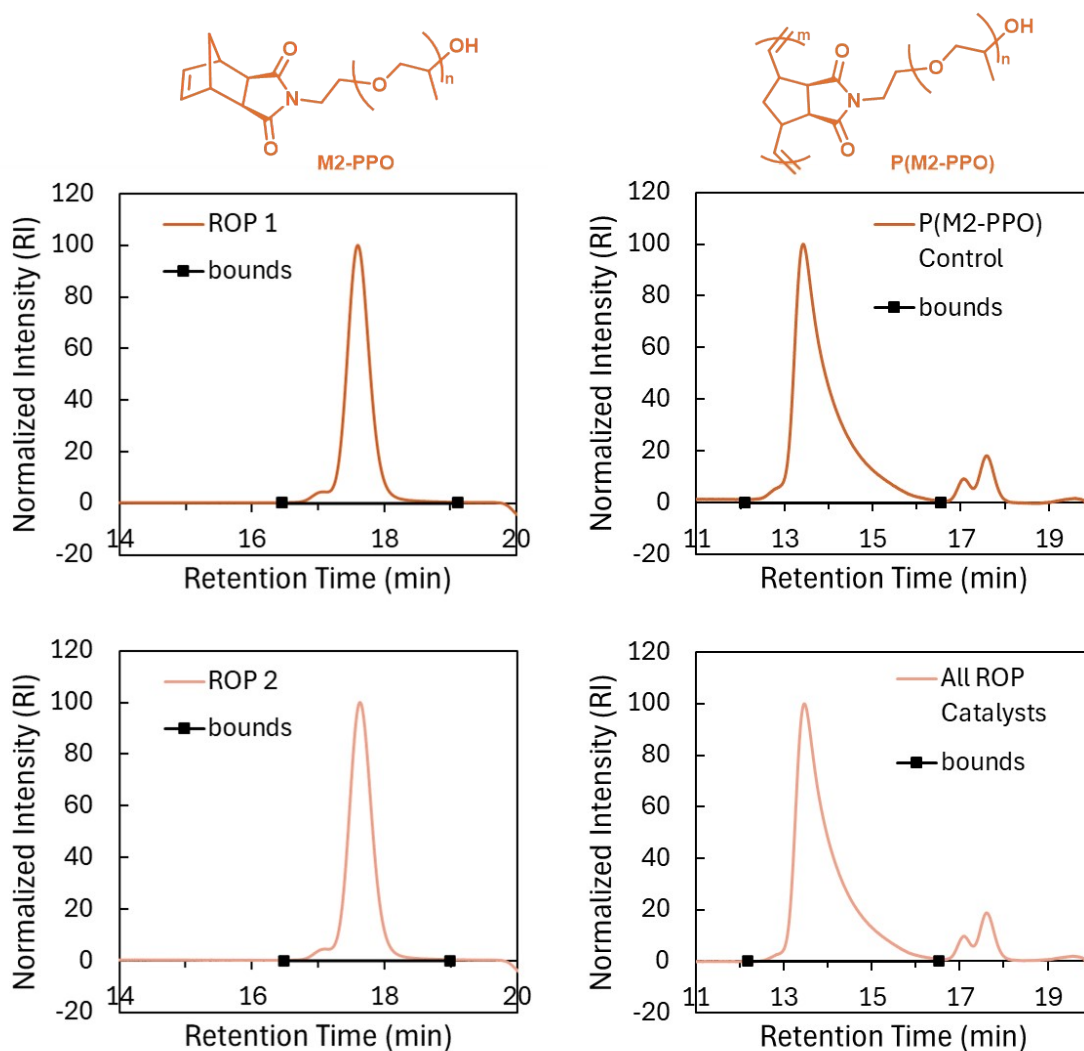 O
N
O
O
n
OH
M2-PPO
m
O
N
O
O
n
OH
P(M2-PPO)
Normalized Intensity (RI)
120
100
80
60
40
20
0
-20
ROP 1
bounds
14 16 18 20
Retention Time (min)
Normalized Intensity (RI)
120
100
80
60
40
20
0
-20
P(M2-PPO)
Control
bounds
11 13 15 17 19
Retention Time (min)
Normalized Intensity (RI)
120
100
80
60
40
20
0
-20
ROP 2
bounds
14 16 18 20
Retention Time (min)
Normalized Intensity (RI)
120
100
80
60
40
20
0
-20
All ROP
Catalysts
bounds
11 13 15 17 19
Retention Time (min)